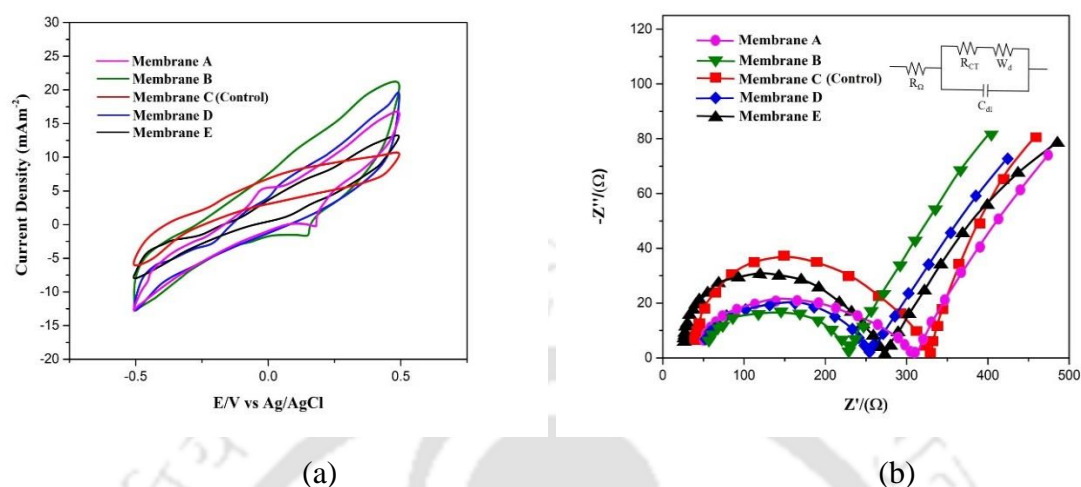 30
25
20
15
10
5
0
-5
-10
-15
-20
Current Density (mAm⁻²)
Membrane A
Membrane B
Membrane C (Control)
Membrane D
Membrane E
-0.5
0.0
0.5
E/V vs Ag/AgCl
(a)
120
100
80
60
40
20
0
-Z''/(Ω)
Membrane A
Membrane B
Membrane C (Control)
Membrane D
Membrane E
R_Ω
R_CT
W_d
C_dl
0
100
200
300
400
500
Z'/(Ω)
(b)